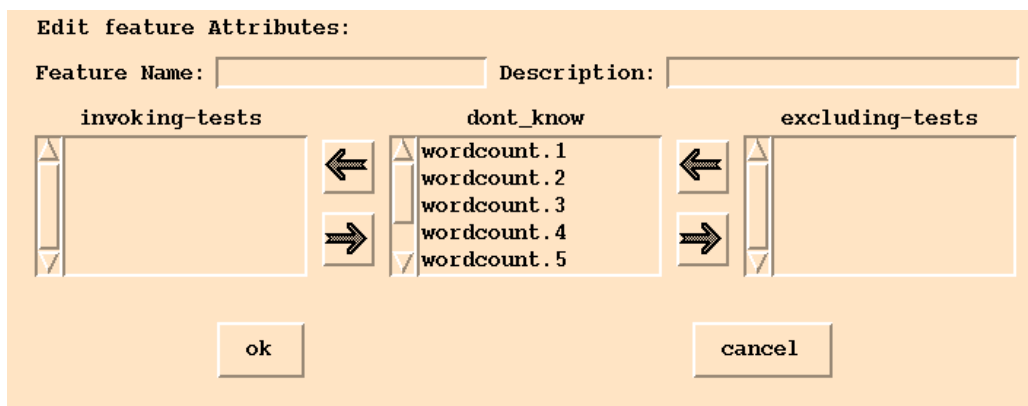 Edit feature Attributes:
Feature Name: Description:
invoking-tests dont_know excluding-tests
wordcount.1
wordcount.2
wordcount.3
wordcount.4
wordcount.5
ok cancel